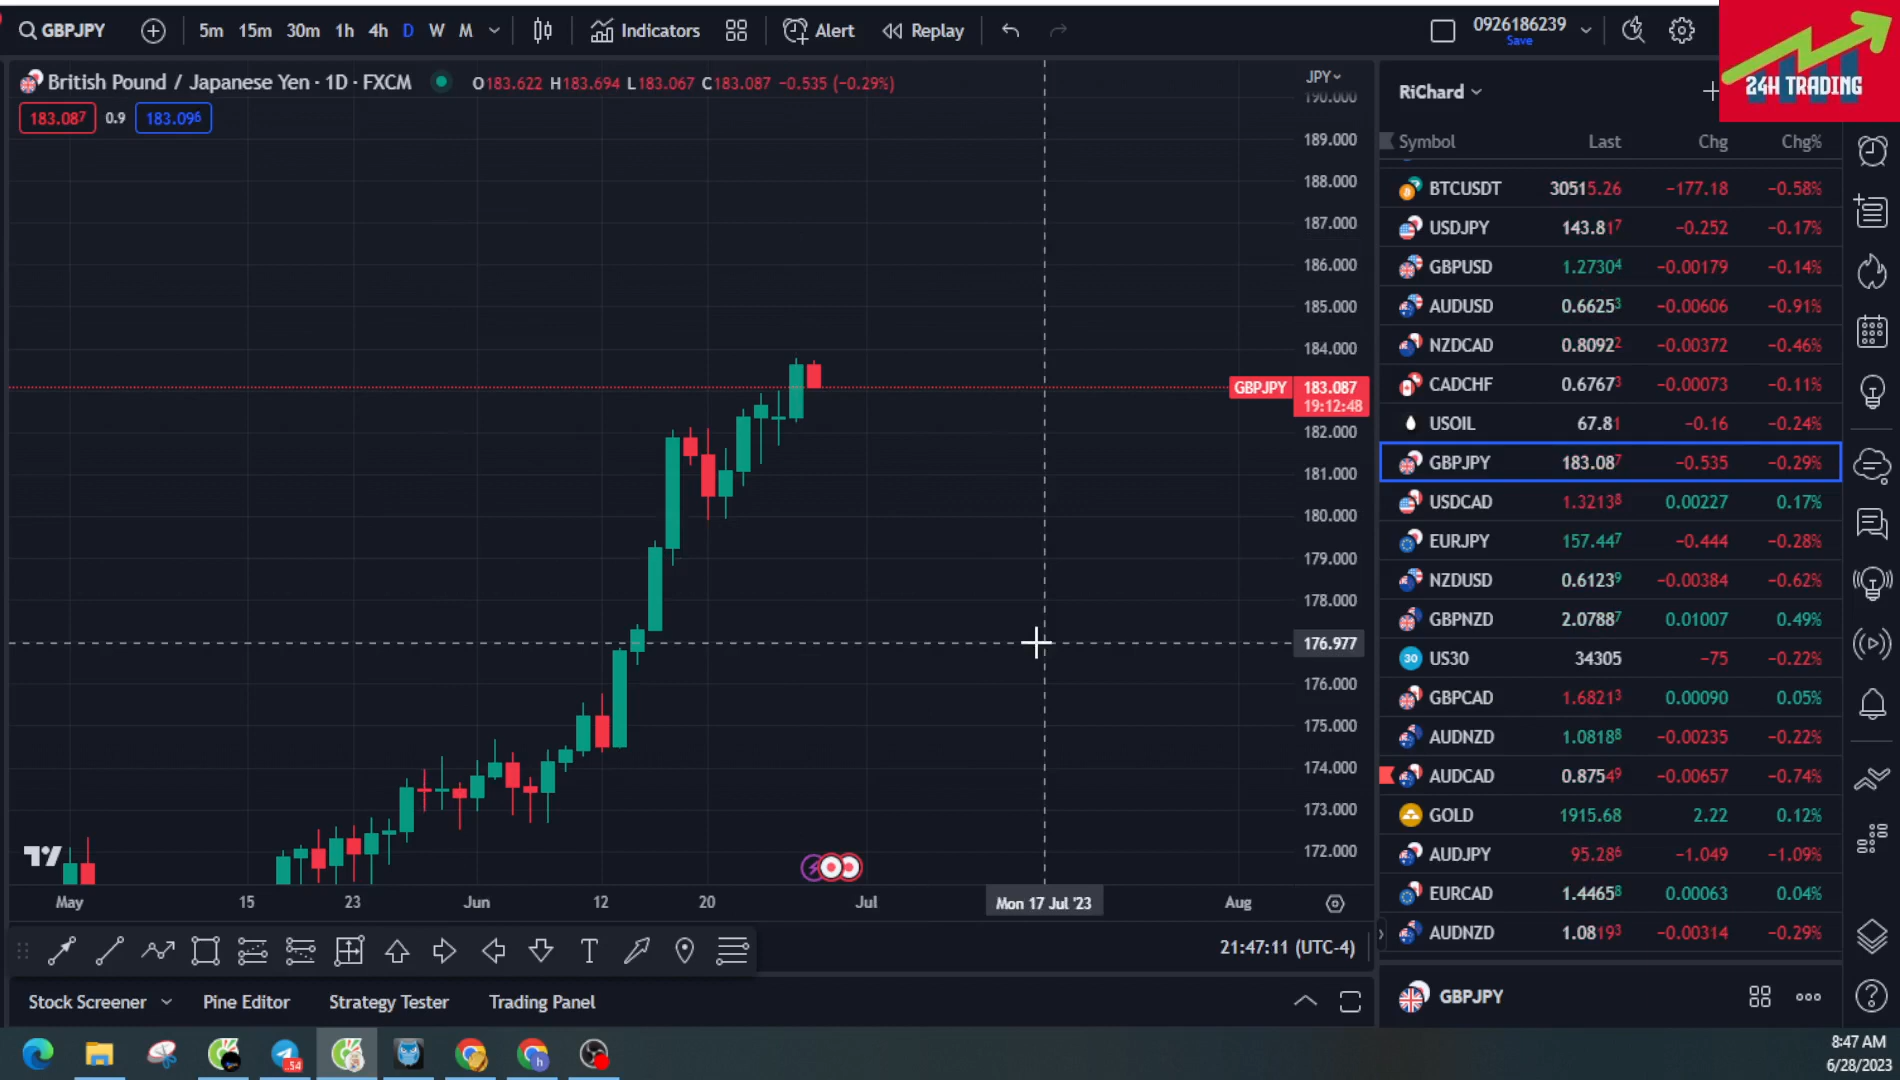 GBPJPY 5m 15m 30m 1h 4h D W M Indicators Alert Replay 0926186239
Save
24H TRADING
British Pound / Japanese Yen · 1D · FXCM O183.622 H183.694 L183.067 C183.087 −0.535 (−0.29%)
183.087 0.9 183.096
JPY
190.000
189.000
188.000
187.000
186.000
185.000
184.000
GBPJPY 183.087
19:12:48
182.000
181.000
180.000
179.000
178.000
176.977
176.000
175.000
174.000
173.000
172.000
May 15 23 Jun 12 20 Jul Mon 17 Jul '23 Aug
21:47:11 (UTC-4)
Stock Screener Pine Editor Strategy Tester Trading Panel
RiChard
Symbol Last Chg Chg%
BTCUSDT 30515.26 −177.18 −0.58%
USDJPY 143.817 −0.252 −0.17%
GBPUSD 1.27304 −0.00179 −0.14%
AUDUSD 0.66253 −0.00606 −0.91%
NZDCAD 0.80922 −0.00372 −0.46%
CADCHF 0.67673 −0.00073 −0.11%
USOIL 67.81 −0.16 −0.24%
GBPJPY 183.087 −0.535 −0.29%
USDCAD 1.32138 0.00227 0.17%
EURJPY 157.447 −0.444 −0.28%
NZDUSD 0.61239 −0.00384 −0.62%
GBPNZD 2.07887 0.01007 0.49%
30 US30 34305 −75 −0.22%
GBPCAD 1.68213 0.00090 0.05%
AUDNZD 1.08188 −0.00235 −0.22%
AUDCAD 0.87549 −0.00657 −0.74%
GOLD 1915.68 2.22 0.12%
AUDJPY 95.286 −1.049 −1.09%
EURCAD 1.44658 0.00063 0.04%
AUDNZD 1.08193 −0.00314 −0.29%
GBPJPY
54
8:47 AM
6/28/2023